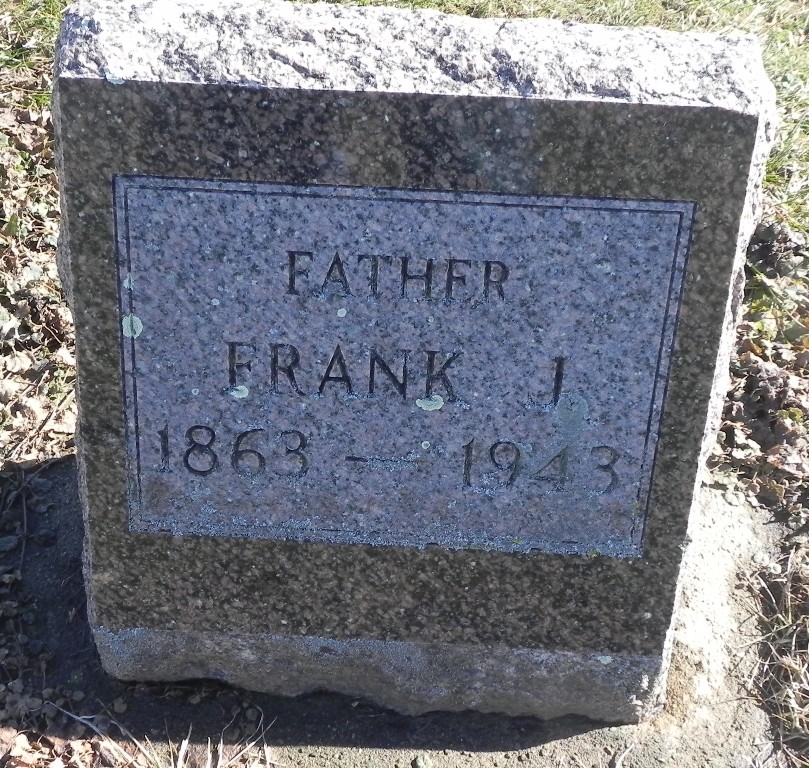 FATHER
FRANK J
1863 — 1943